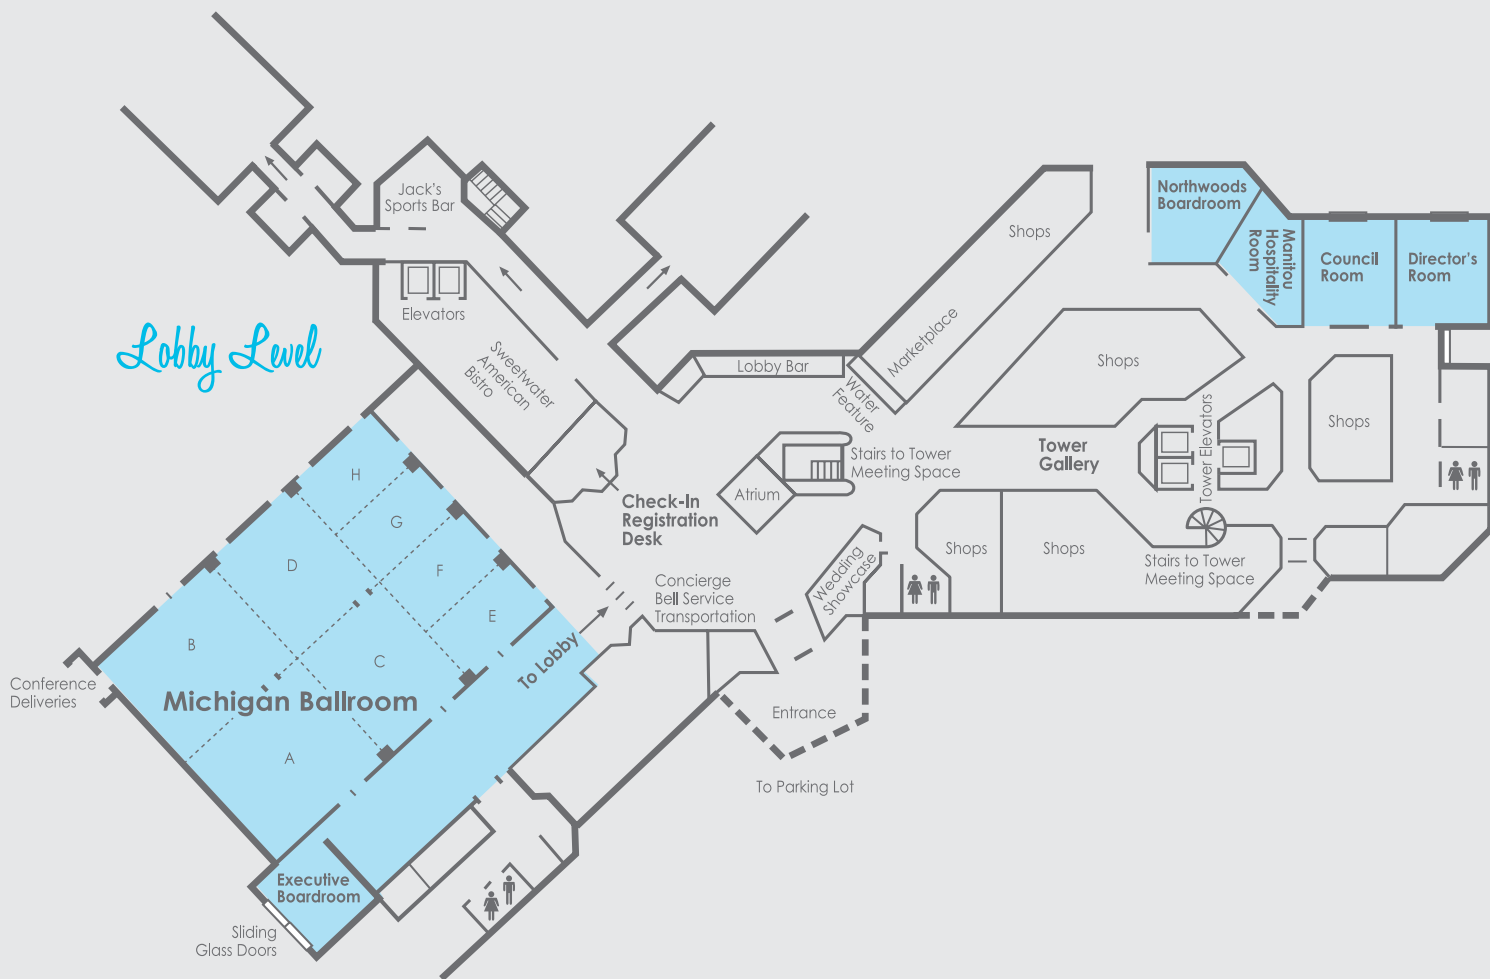 Jack's
Sports Bar
Elevators
Lobby Level
Sweetwater
American
Bistro
Lobby Bar
Water
Feature
Marketplace
Shops
Northwoods
Boardroom
Manitou
Hospitality
Room
Council
Room
Director's
Room
Shops
Shops
Tower
Gallery
Tower Elevators
Stairs to Tower
Meeting Space
Atrium
Check-In
Registration
Desk
Shops
Shops
Stairs to Tower
Meeting Space
Wedding
Showcase
Concierge
Bell Service
Transportation
To Lobby
Entrance
To Parking Lot
H
G
F
E
D
C
B
A
Michigan Ballroom
Conference
Deliveries
Executive
Boardroom
Sliding
Glass Doors